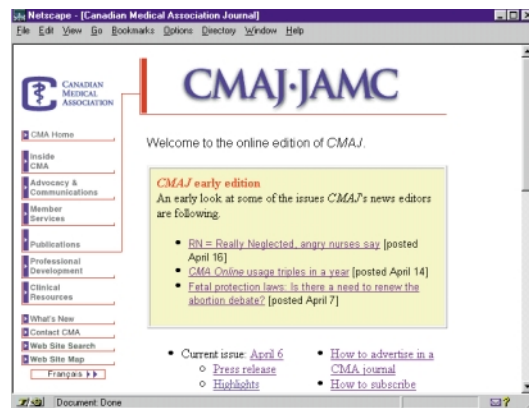 Netscape - [Canadian Medical Association Journal]
File Edit View Go Bookmarks Options Directory Window Help
CANADIAN
MEDICAL
ASSOCIATION
CMA Home
Inside
CMA
Advocacy &
Communications
Member
Services
Publications
Professional
Development
Clinical
Resources
What's New
Contact CMA
Web Site Search
Web Site Map
Français
CMAJ·JAMC
Welcome to the online edition of CMAJ.
CMAJ early edition
An early look at some of the issues CMAJ's news editors
are following.
• RN = Really Neglected, angry nurses say [posted
April 16]
• CMA Online usage triples in a year [posted April 14]
• Fetal protection laws: Is there a need to renew the
abortion debate? [posted April 7]
• Current issue: April 6
○ Press release
○ Highlights
• How to advertise in a
CMA journal
• How to subscribe
Document: Done